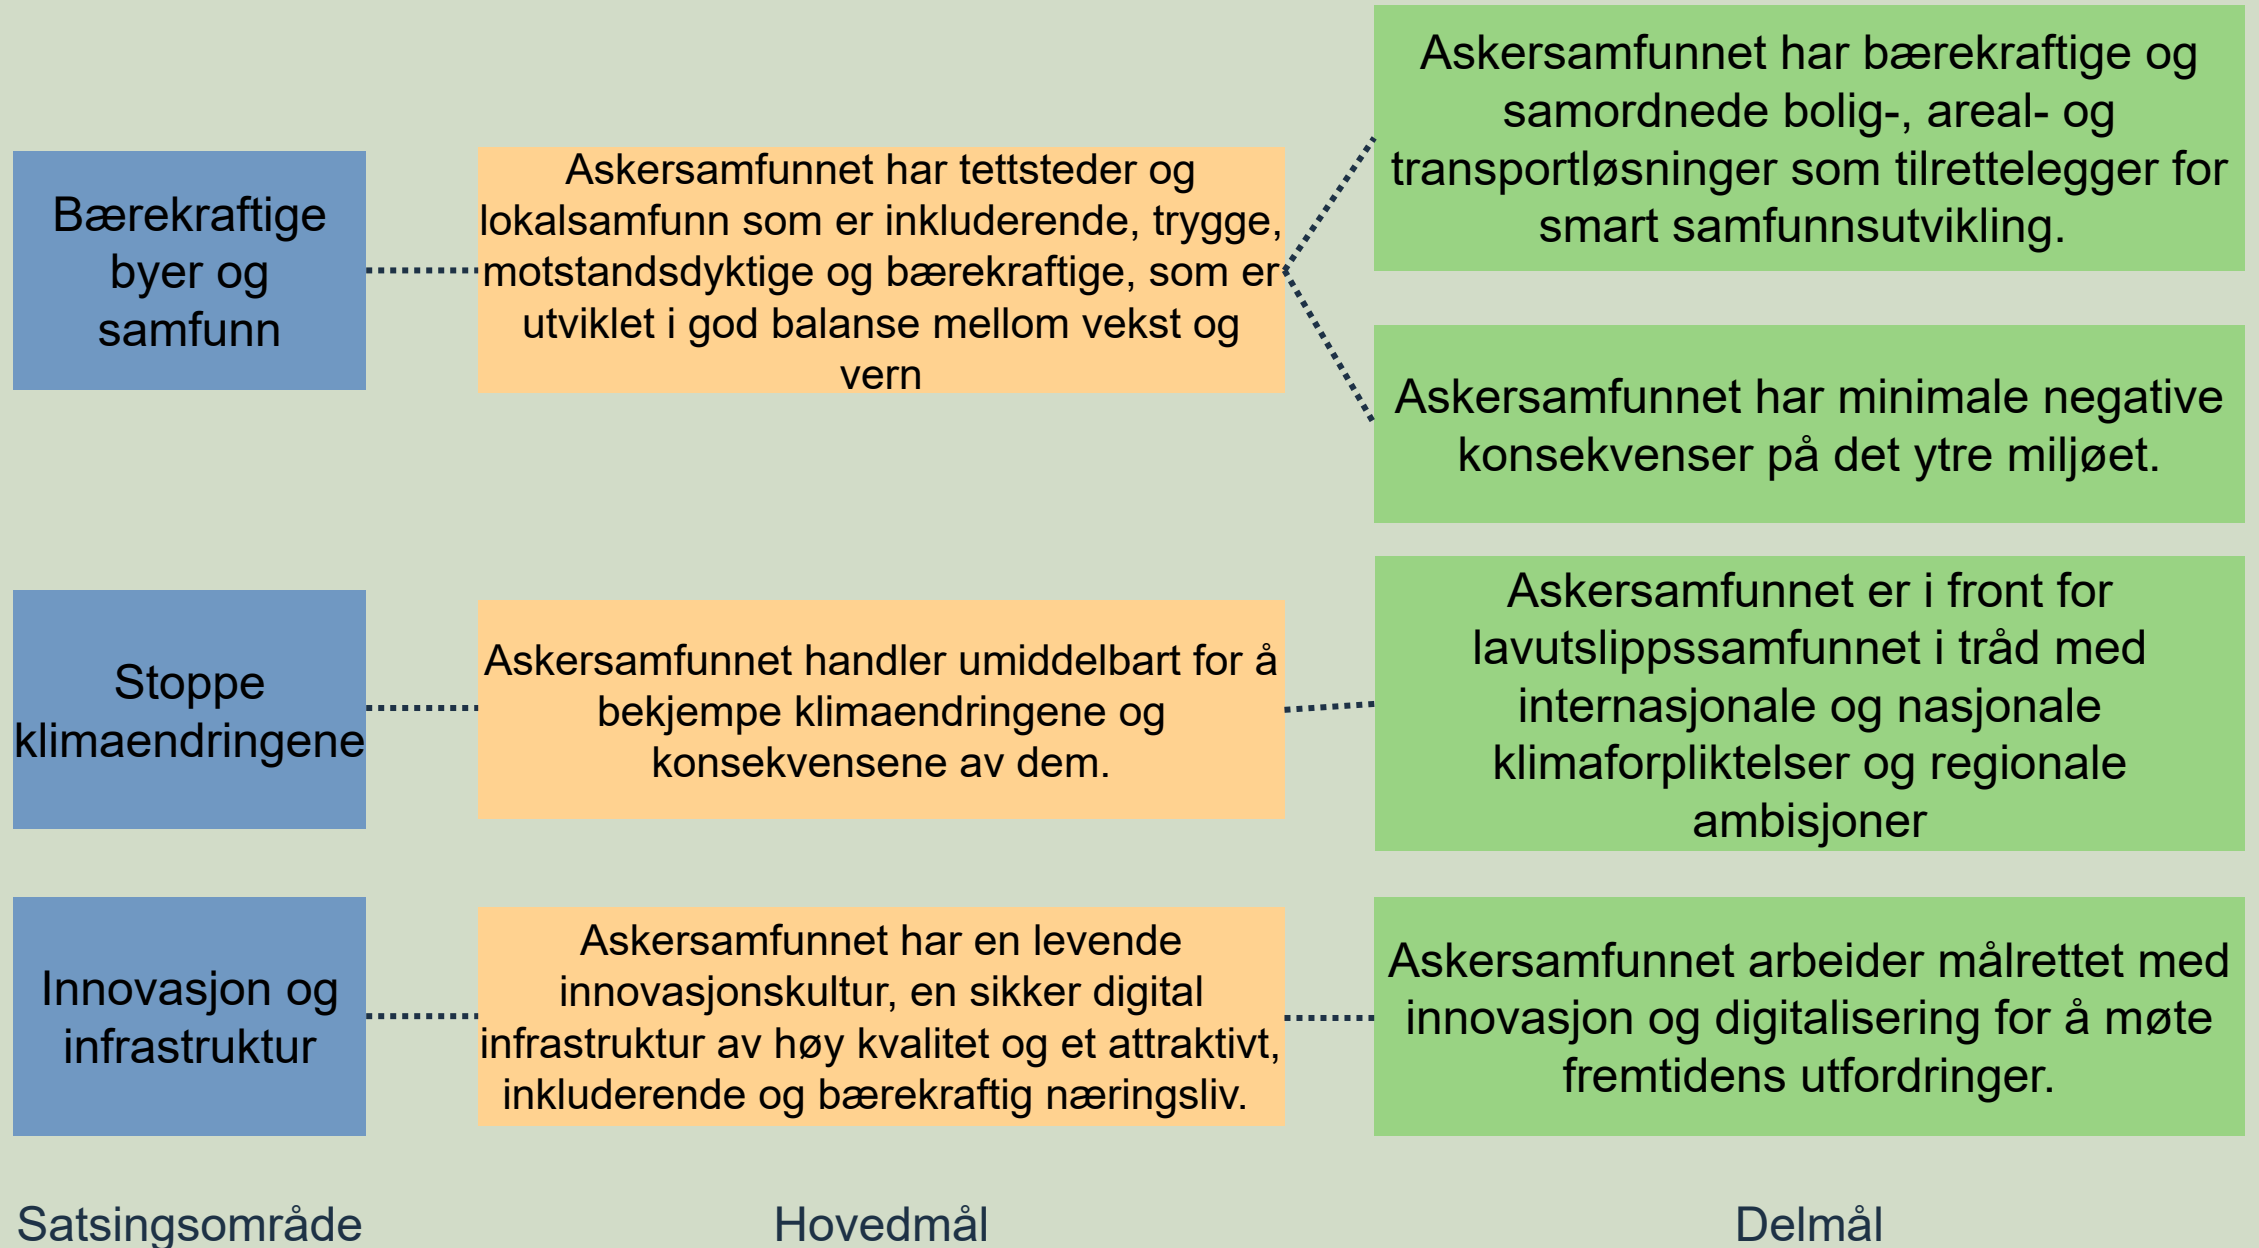 Bærekraftige
byer og
samfunn
Askersamfunnet har tettsteder og
lokalsamfunn som er inkluderende, trygge,
motstandsdyktige og bærekraftige, som er
utviklet i god balanse mellom vekst og
vern
Askersamfunnet har bærekraftige og
samordnede bolig-, areal- og
transportløsninger som tilrettelegger for
smart samfunnsutvikling.
Askersamfunnet har minimale negative
konsekvenser på det ytre miljøet.
Stoppe
klimaendringene
Askersamfunnet handler umiddelbart for å
bekjempe klimaendringene og
konsekvensene av dem.
Askersamfunnet er i front for
lavutslippssamfunnet i tråd med
internasjonale og nasjonale
klimaforpliktelser og regionale
ambisjoner
Innovasjon og
infrastruktur
Askersamfunnet har en levende
innovasjonskultur, en sikker digital
infrastruktur av høy kvalitet og et attraktivt,
inkluderende og bærekraftig næringsliv.
Askersamfunnet arbeider målrettet med
innovasjon og digitalisering for å møte
fremtidens utfordringer.
Satsingsområde
Hovedmål
Delmål